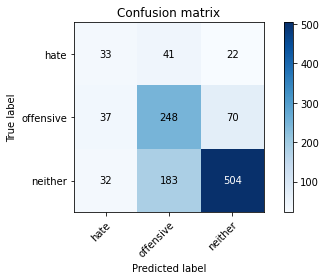 Confusion matrix
True label
hate
offensive
neither
33 41 22
37 248 70
32 183 504
hate
offensive
neither
Predicted label
500
400
300
200
100